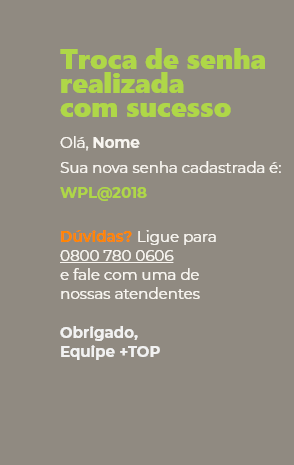 Troca de senha
realizada
com sucesso
Olá, Nome
Sua nova senha cadastrada é:
WPL@2018
Dúvidas? Ligue para
0800 780 0606
e fale com uma de
nossas atendentes
Obrigado,
Equipe +TOP